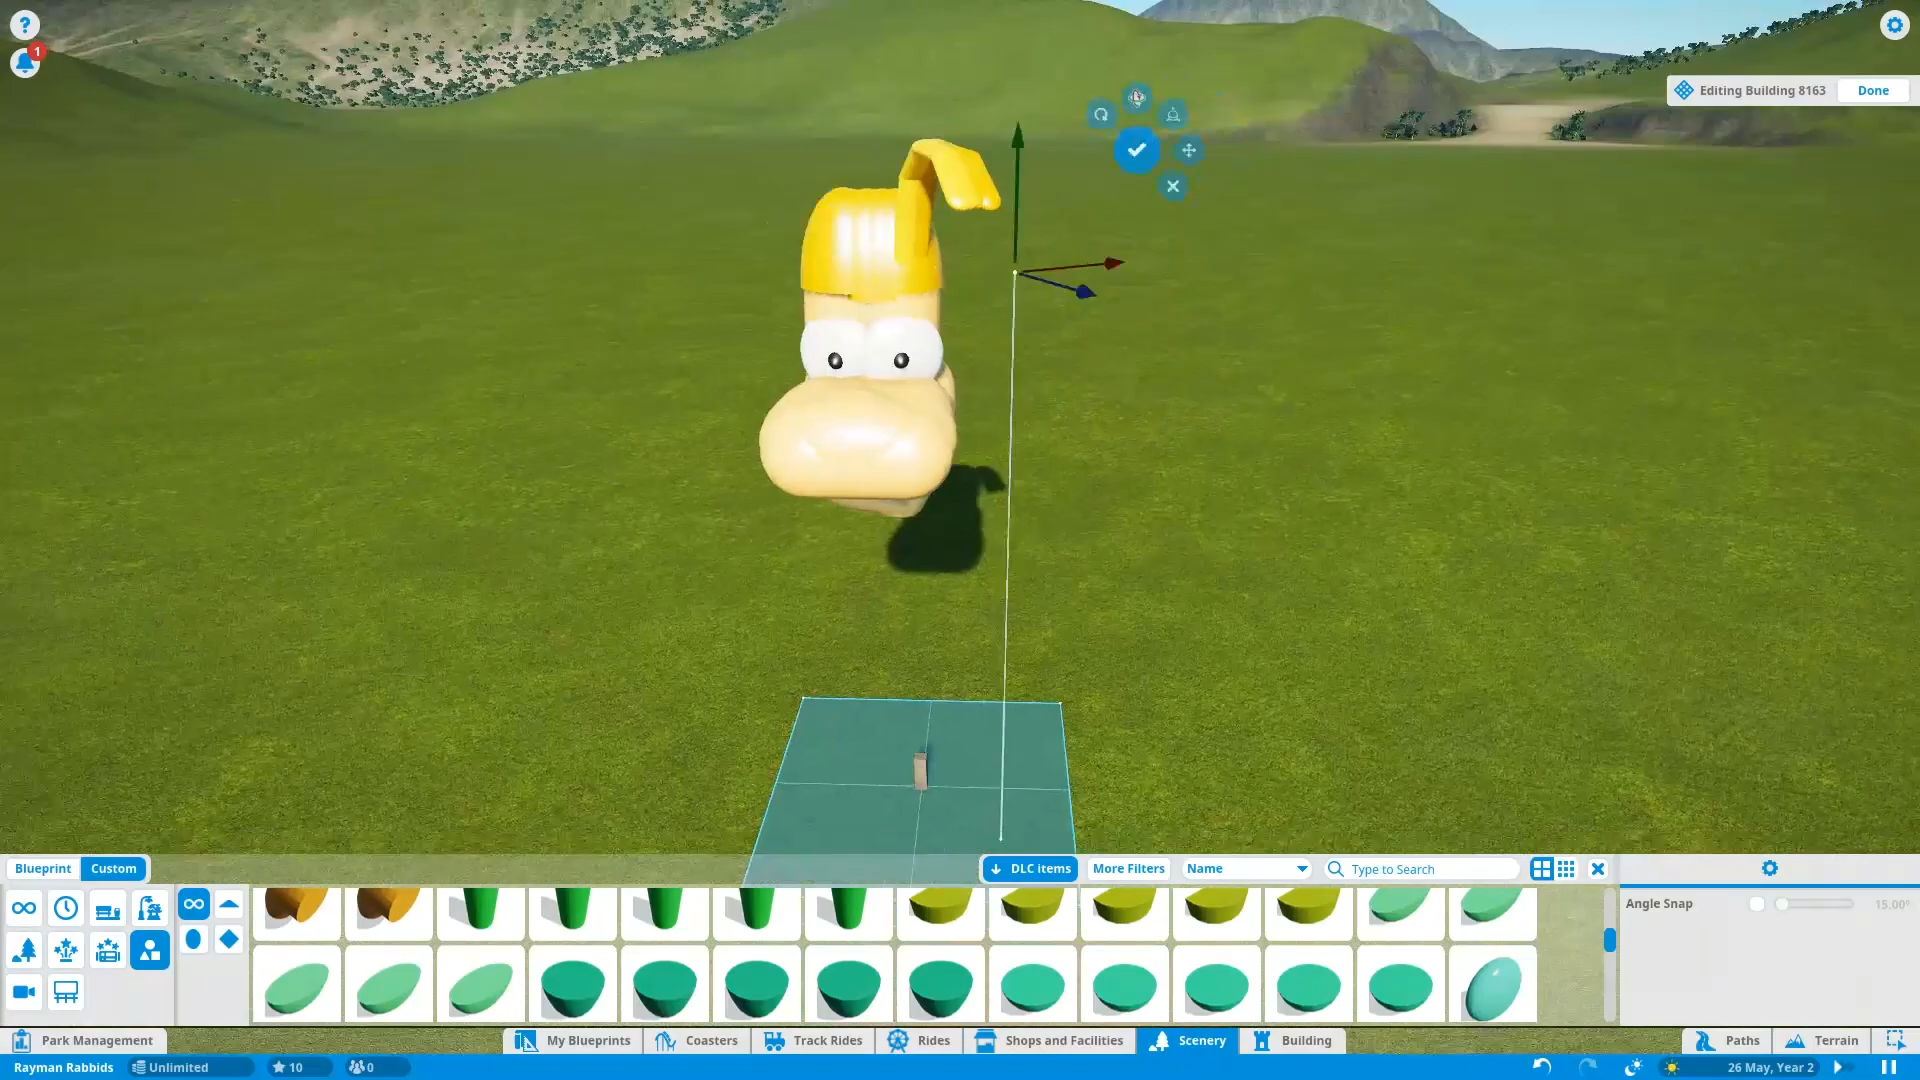 ?
1
Editing Building 8163
Done
Blueprint
Custom
DLC items
More Filters
Name
Type to Search
Angle Snap
15.00°
Park Management
My Blueprints
Coasters
Track Rides
Rides
Shops and Facilities
Scenery
Building
Paths
Terrain
Rayman Rabbids
Unlimited
10
0
26 May, Year 2